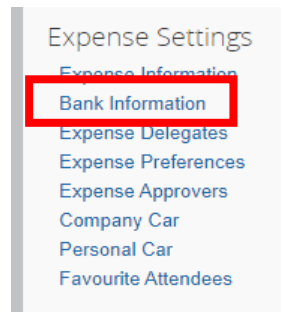 Expense Settings
Expense Information
Bank Information
Expense Delegates
Expense Preferences
Expense Approvers
Company Car
Personal Car
Favourite Attendees